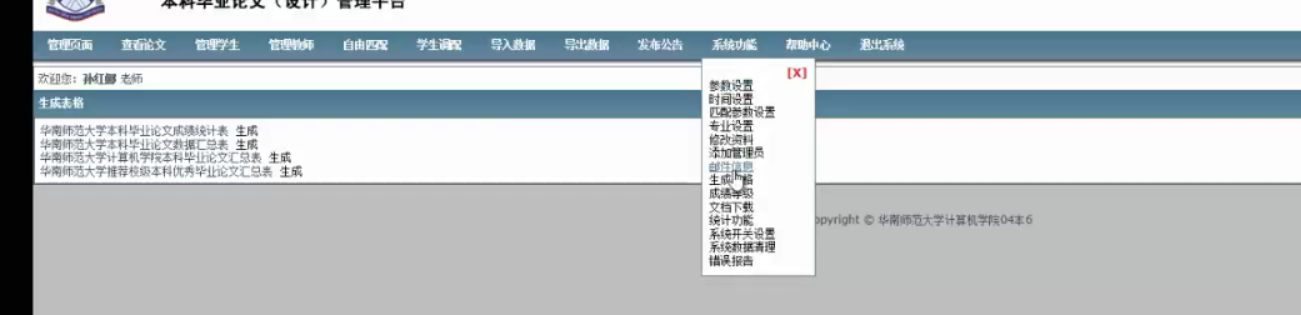 本科毕业论文（设计）管理平台
管理页面 查看论文 管理学生 管理教师 自由匹配 学生调配 导入数据 导出数据 发布公告 系统功能 帮助中心 退出系统
欢迎您： 老师
生成表格
华南师范大学本科毕业论文成绩统计表 生成
华南师范大学本科毕业论文数据汇总表 生成
华南师范大学计算机学院本科毕业论文汇总表 生成
华南师范大学推荐校级本科优秀毕业论文汇总表 生成
[X]
参数设置
时间设置
匹配参数设置
专业设置
修改资料
添加管理员
邮件信息
生成表格
成绩等级
文档下载
统计功能
系统开关设置
系统数据清理
错误报告
opyright © 华南师范大学计算机学院04本6